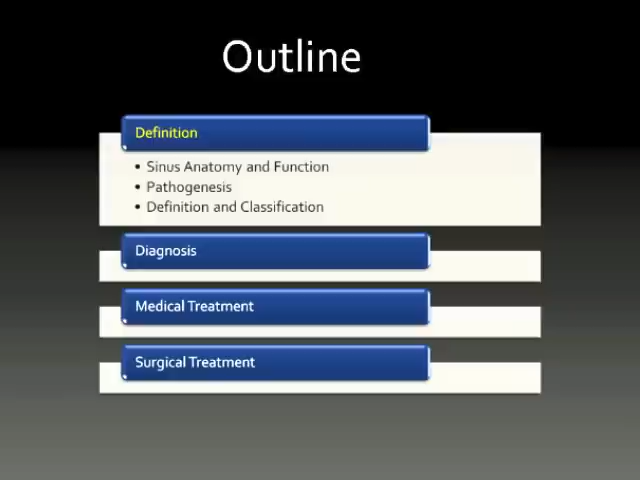 Outline
Definition
• Sinus Anatomy and Function
• Pathogenesis
• Definition and Classification
Diagnosis
Medical Treatment
Surgical Treatment